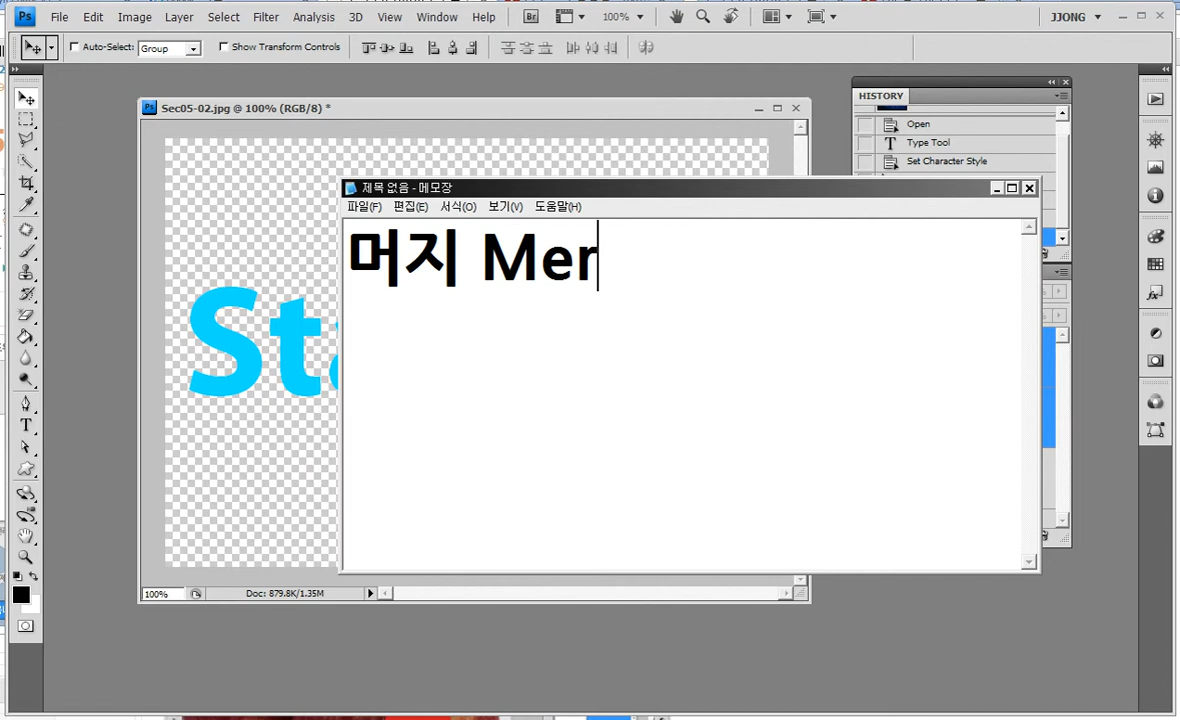 Ps File Edit Image Layer Select Filter Analysis 3D View Window Help Br 100% JJONG
Auto-Select: Group Show Transform Controls
HISTORY
Ps Sec05-02.jpg @ 100% (RGB/8) *
Open
Type Tool
Set Character Style
제목 없음 - 메모장
파일(F) 편집(E) 서식(O) 보기(V) 도움말(H)
머지 Mer
St
100% Doc: 879.8K/1.35M